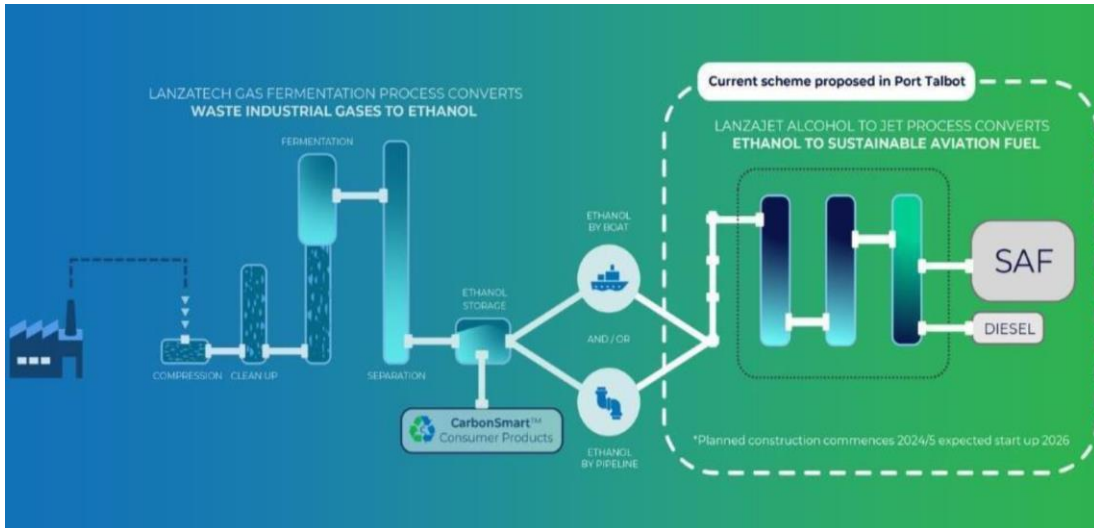 LANZATECH GAS FERMENTATION PROCESS CONVERTS
WASTE INDUSTRIAL GASES TO ETHANOL
FERMENTATION
COMPRESSION
CLEAN UP
SEPARATION
ETHANOL
STORAGE
CarbonSmart™
Consumer Products
ETHANOL
BY BOAT
AND / OR
ETHANOL
BY PIPELINE
Current scheme proposed in Port Talbot
LANZAJET ALCOHOL TO JET PROCESS CONVERTS
ETHANOL TO SUSTAINABLE AVIATION FUEL
SAF
DIESEL
*Planned construction commences 2024/5 expected start up 2026